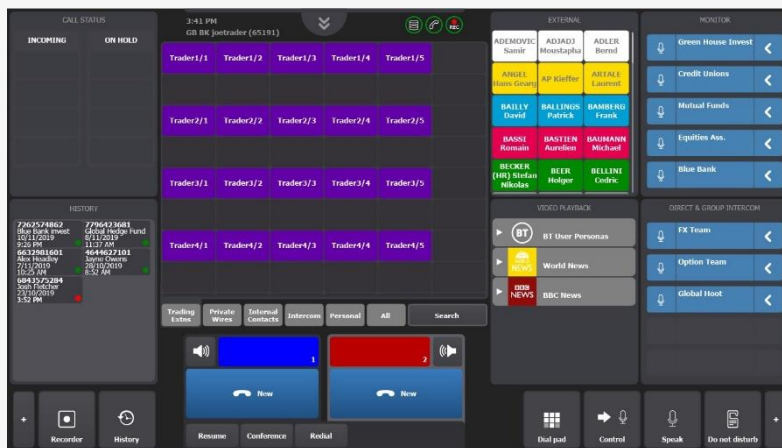 CALL STATUS
INCOMING
ON HOLD
3:41 PM
GB BK joetrader (65191)
REC
Trader1/1 Trader1/2 Trader1/3 Trader1/4 Trader1/5
Trader2/1 Trader2/2 Trader2/3 Trader2/4 Trader2/5
Trader3/1 Trader3/2 Trader3/3 Trader3/4 Trader3/5
Trader4/1 Trader4/2 Trader4/3 Trader4/4 Trader4/5
EXTERNAL
ADEMOVIC
Samir
ADJADJ
Moustapha
ADLER
Bernd
ANGEL
Hans Georg
AP Kieffer
ARTALE
Laurent
BAILLY
David
BALLINGS
Patrick
BAMBERG
Frank
BASSI
Romain
BASTIEN
Aurelien
BAUMANN
Michael
BECKER
(HR) Stefan
Nikolas
BEER
Holger
BELLINI
Cedric
MONITOR
Green House Invest
Credit Unions
Mutual Funds
Equities Ass.
Blue Bank
HISTORY
7262574862
Blue Bank Invest
10/11/2019
9:26 PM
7796423681
Global Hedge Fund
8/11/2019
11:37 AM
6632981601
Alex Headley
7/11/2019
10:25 AM
4644627101
Jayne Owens
25/10/2019
8:52 AM
6843575284
Josh Fletcher
23/10/2019
3:52 PM
VIDEO PLAYBACK
BT
BT User Personas
WORLD
NEWS
World News
BBC
NEWS
BBC News
DIRECT & GROUP INTERCOM
FX Team
Option Team
Global Hoot
Trading
Extns
Private
Wires
Internal
Contacts
Intercom
Personal
All
Search
1
2
New
New
Resume
Conference
Redial
+
Recorder
History
Dial pad
Control
Speak
Do not disturb
+